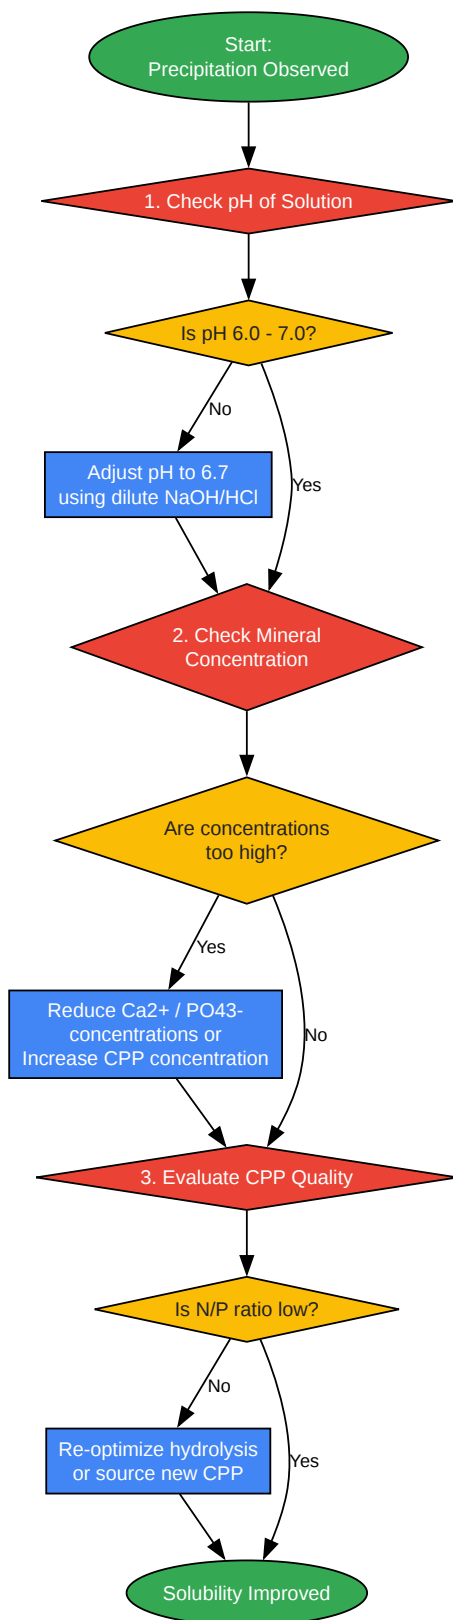 Start:
Precipitation Observed
1. Check pH of Solution
Is pH 6.0 - 7.0?
No
Adjust pH to 6.7
using dilute NaOH/HCl
Yes
2. Check Mineral
Concentration
Are concentrations
too high?
Yes
Reduce Ca2+ / PO43-
concentrations or
Increase CPP concentration
No
3. Evaluate CPP Quality
Is N/P ratio low?
No
Re-optimize hydrolysis
or source new CPP
Yes
Solubility Improved